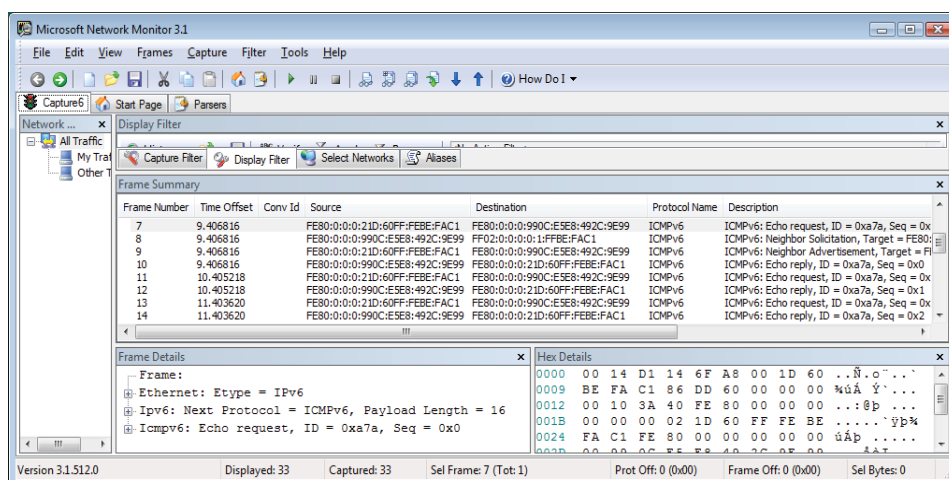 Microsoft Network Monitor 3.1
File Edit View Frames Capture Filter Tools Help
How Do I
Capture6 Start Page Parsers
Network ... x Display Filter x
All Traffic
My Traf
Other T
Capture Filter Display Filter Select Networks Aliases
Frame Summary x
Frame Number Time Offset Conv Id Source Destination Protocol Name Description
7 9.406816 FE80:0:0:0:21D:60FF:FEBE:FAC1 FE80:0:0:0:990C:E5E8:492C:9E99 ICMPv6 ICMPv6: Echo request, ID = 0xa7a, Seq = 0x
8 9.406816 FE80:0:0:0:990C:E5E8:492C:9E99 FF02:0:0:0:0:1:FFBE:FAC1 ICMPv6 ICMPv6: Neighbor Solicitation, Target = FE80:
9 9.406816 FE80:0:0:0:21D:60FF:FEBE:FAC1 FE80:0:0:0:990C:E5E8:492C:9E99 ICMPv6 ICMPv6: Neighbor Advertisement, Target = F
10 9.406816 FE80:0:0:0:990C:E5E8:492C:9E99 FE80:0:0:0:21D:60FF:FEBE:FAC1 ICMPv6 ICMPv6: Echo reply, ID = 0xa7a, Seq = 0x0
11 10.405218 FE80:0:0:0:21D:60FF:FEBE:FAC1 FE80:0:0:0:990C:E5E8:492C:9E99 ICMPv6 ICMPv6: Echo request, ID = 0xa7a, Seq = 0x
12 10.405218 FE80:0:0:0:990C:E5E8:492C:9E99 FE80:0:0:0:21D:60FF:FEBE:FAC1 ICMPv6 ICMPv6: Echo reply, ID = 0xa7a, Seq = 0x1
13 11.403620 FE80:0:0:0:21D:60FF:FEBE:FAC1 FE80:0:0:0:990C:E5E8:492C:9E99 ICMPv6 ICMPv6: Echo request, ID = 0xa7a, Seq = 0x
14 11.403620 FE80:0:0:0:990C:E5E8:492C:9E99 FE80:0:0:0:21D:60FF:FEBE:FAC1 ICMPv6 ICMPv6: Echo reply, ID = 0xa7a, Seq = 0x2
Frame Details x Hex Details x
Frame:
Ethernet: Etype = IPv6
Ipv6: Next Protocol = ICMPv6, Payload Length = 16
Icmpv6: Echo request, ID = 0xa7a, Seq = 0x0
0000 00 14 D1 14 6F A8 00 1D 60 ..Ñ.o¨..`
0009 BE FA C1 86 DD 60 00 00 00 ¾úÁ Ý`...
0012 00 10 3A 40 FE 80 00 00 00 ..:@þ ...
001B 00 00 00 02 1D 60 FF FE BE .....`ÿþ¾
0024 FA C1 FE 80 00 00 00 00 00 úÁþ .....
Version 3.1.512.0 Displayed: 33 Captured: 33 Sel Frame: 7 (Tot: 1) Prot Off: 0 (0x00) Frame Off: 0 (0x00) Sel Bytes: 0